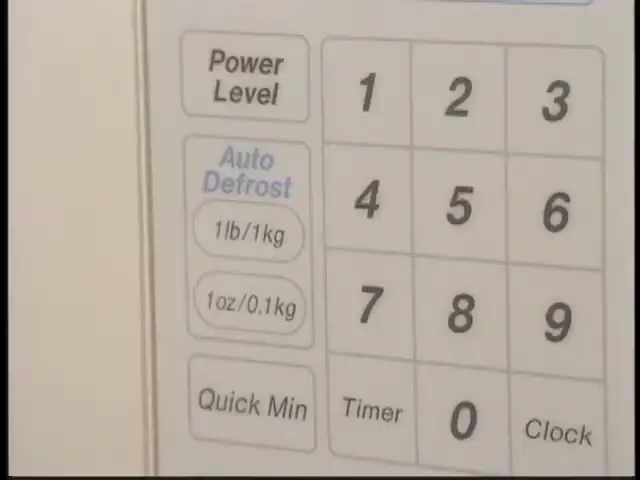 Power
Level
1 2 3
Auto
Defrost
1lb/1kg
4 5 6
1oz/0.1kg
7 8 9
Quick Min
Timer 0 Clock